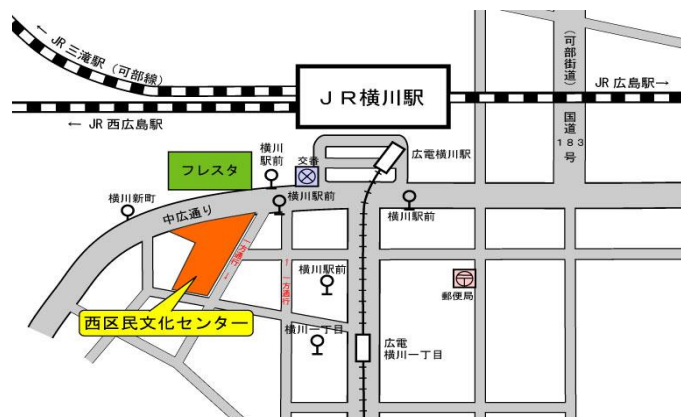 ← JR 三滝駅 (可部線)
← JR 西広島駅
ＪＲ横川駅
JR 広島駅→
(可部街道)
国道183号
フレスタ
横川
駅前
交番
広電横川駅
横川新町
中広通り
横川駅前
横川駅前
一方通行 →
横川駅前
↑ 一方通行
郵便局
西区民文化センター
横川一丁目
広電
横川一丁目